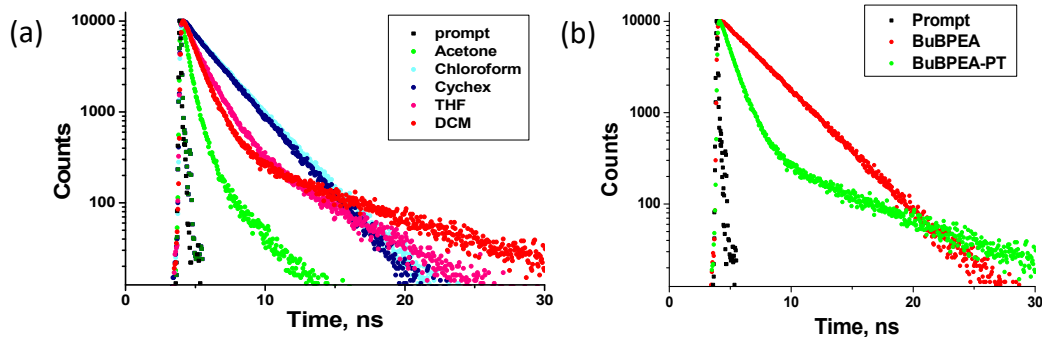 (a)
Counts
10000
1000
100
0
10
20
30
Time, ns
prompt
Acetone
Chloroform
Cychex
THF
DCM
(b)
Counts
10000
1000
100
0
10
20
30
Time, ns
Prompt
BuBPEA
BuBPEA-PT